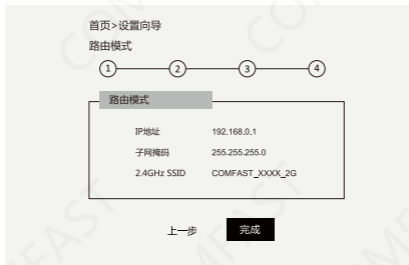 首页>设置向导
路由模式
1 2 3 4
路由模式
IP地址 192.168.0.1
子网掩码 255.255.255.0
2.4GHz SSID COMFAST_XXXX_2G
上一步 完成